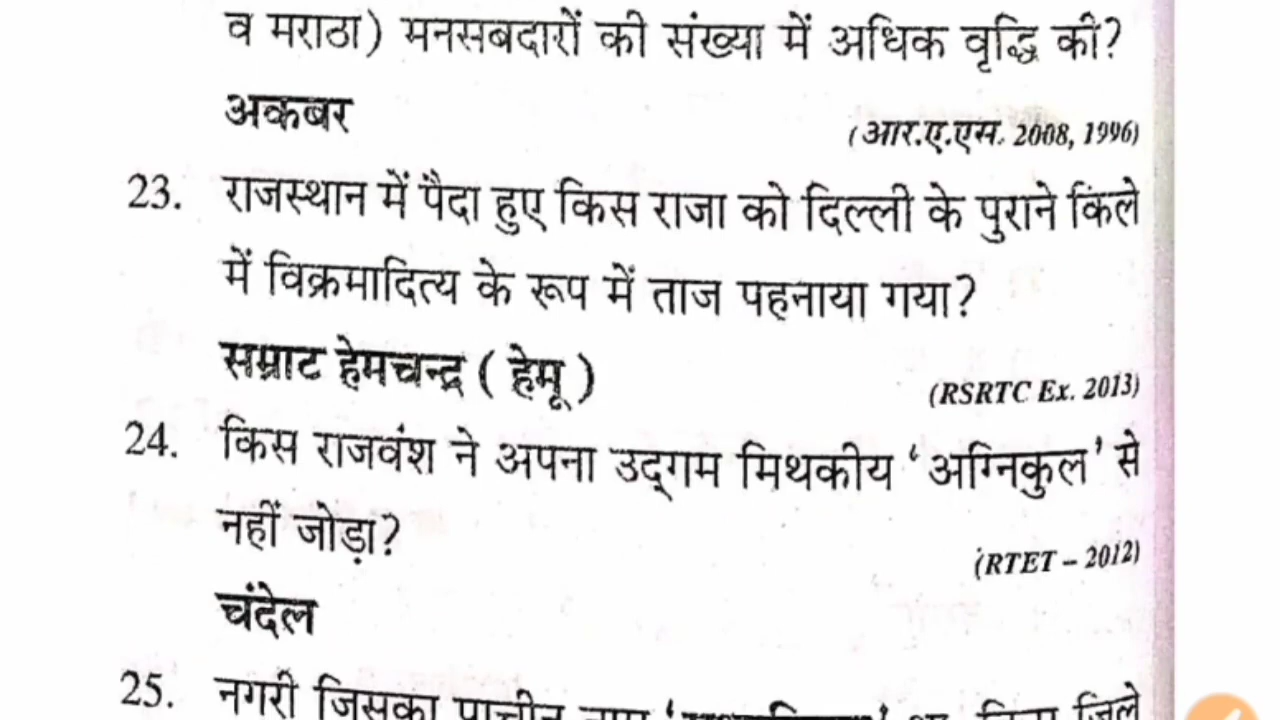 व मराठा) मनसबदारों की संख्या में अधिक वृद्धि की?
अकबर (आर.ए.एस. 2008, 1996)
23. राजस्थान में पैदा हुए किस राजा को दिल्ली के पुराने किले
में विक्रमादित्य के रूप में ताज पहनाया गया?
सम्राट हेमचन्द्र ( हेमू ) (RSRTC Ex. 2013)
24. किस राजवंश ने अपना उद्‌गम मिथकीय ‘अग्निकुल’ से
नहीं जोड़ा? (RTET – 2012)
चंदेल
25. नगरी जिसका प्राचीन नाम था, किस जिले